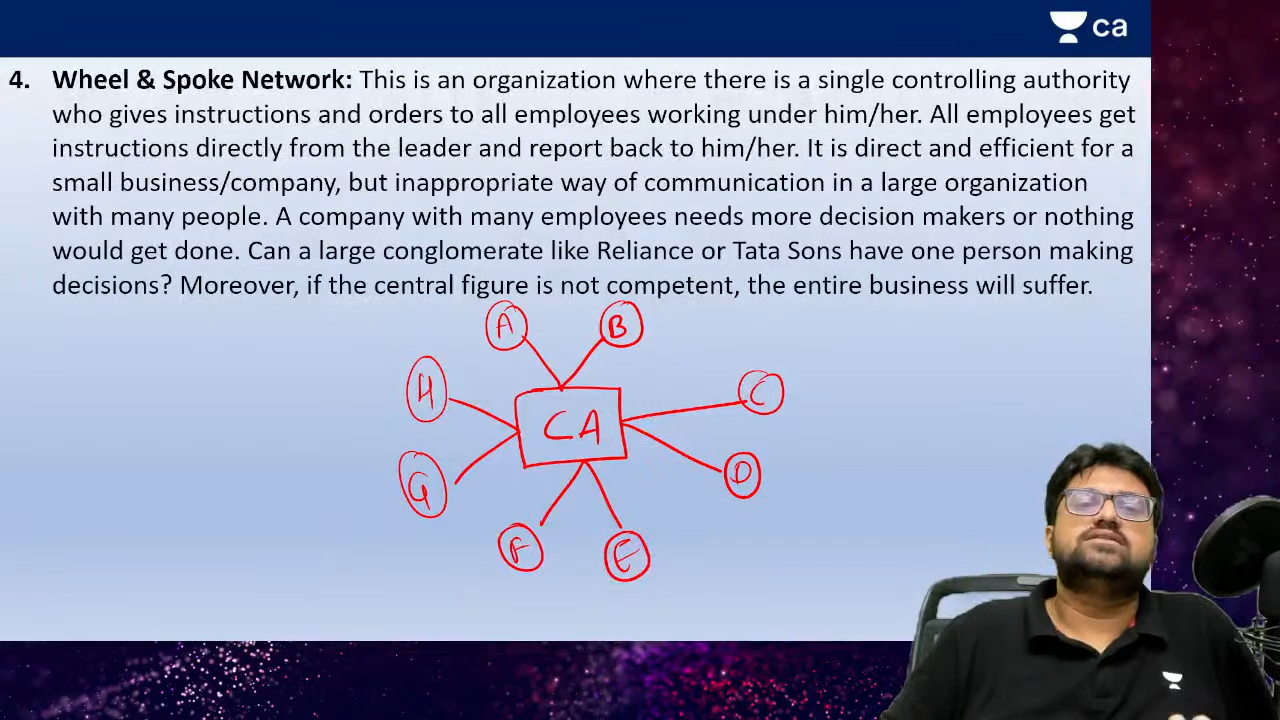 ca
4. Wheel & Spoke Network: This is an organization where there is a single controlling authority
who gives instructions and orders to all employees working under him/her. All employees get
instructions directly from the leader and report back to him/her. It is direct and efficient for a
small business/company, but inappropriate way of communication in a large organization
with many people. A company with many employees needs more decision makers or nothing
would get done. Can a large conglomerate like Reliance or Tata Sons have one person making
decisions? Moreover, if the central figure is not competent, the entire business will suffer.
A
B
H
C
CA
G
D
F
E